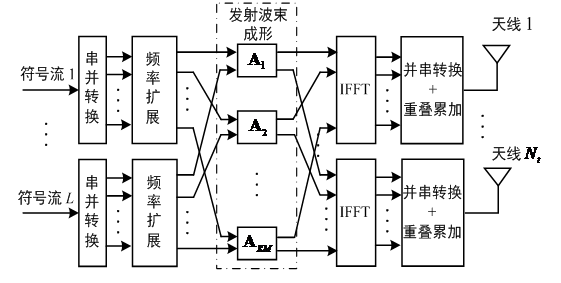 发射波束
成形
天线 1
符号流 1
串并转换
频率扩展
A₁
IFFT
并串转换
+
重叠累加
A₂
天线 Nₜ
符号流 L
串并转换
频率扩展
A_KM
IFFT
并串转换
+
重叠累加